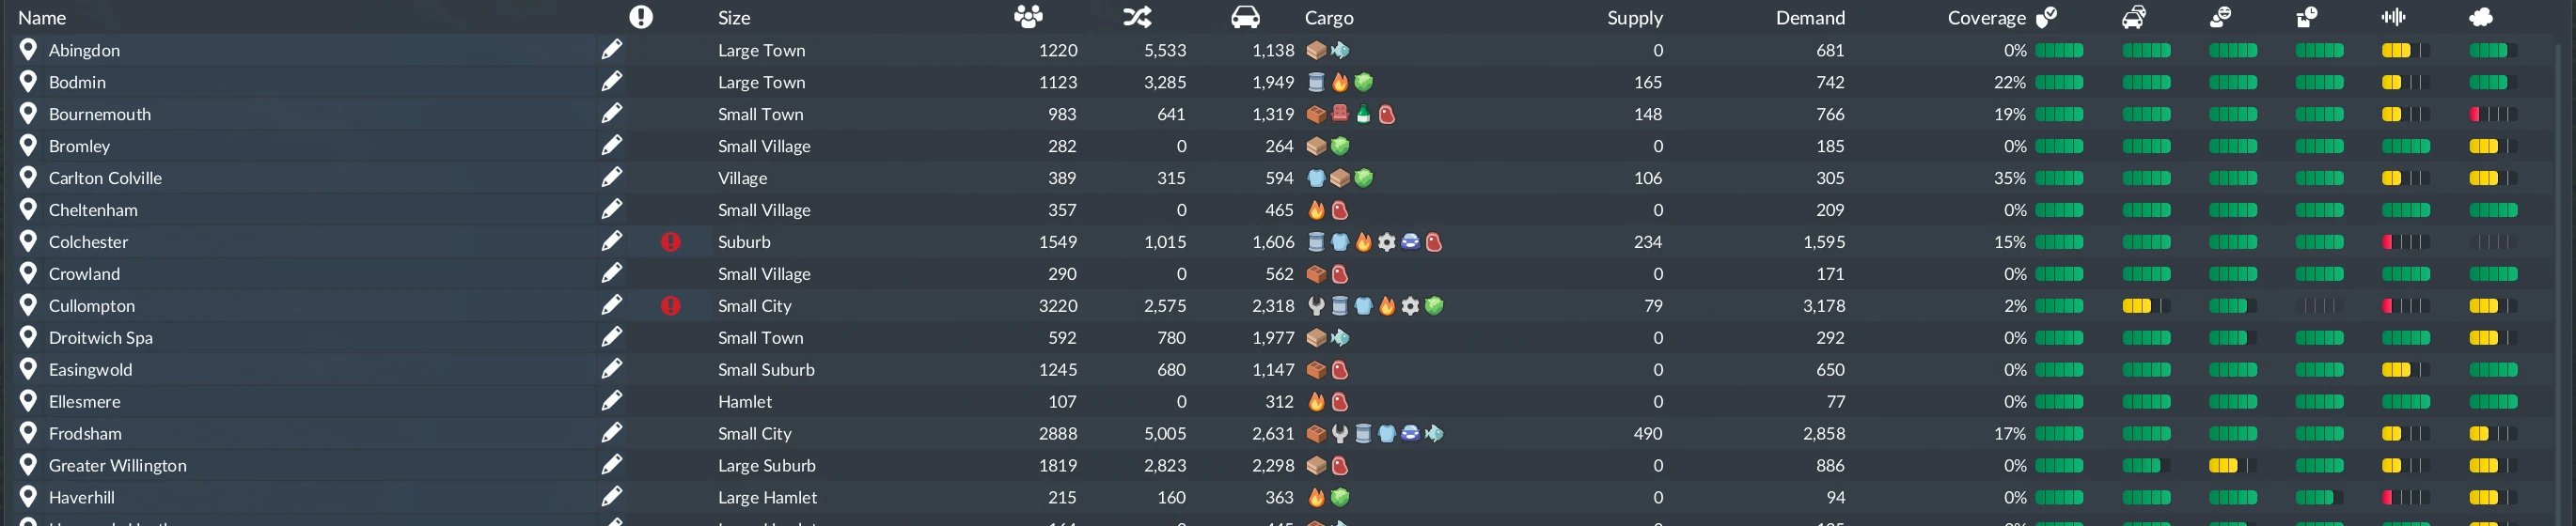 Name Size Cargo Supply Demand Coverage
Abingdon Large Town 1220 5,533 1,138 0 681 0%
Bodmin Large Town 1123 3,285 1,949 165 742 22%
Bournemouth Small Town 983 641 1,319 148 766 19%
Bromley Small Village 282 0 264 0 185 0%
Carlton Colville Village 389 315 594 106 305 35%
Cheltenham Small Village 357 0 465 0 209 0%
Colchester Suburb 1549 1,015 1,606 234 1,595 15%
Crowland Small Village 290 0 562 0 171 0%
Cullompton Small City 3220 2,575 2,318 79 3,178 2%
Droitwich Spa Small Town 592 780 1,977 0 292 0%
Easingwold Small Suburb 1245 680 1,147 0 650 0%
Ellesmere Hamlet 107 0 312 0 77 0%
Frodsham Small City 2888 5,005 2,631 490 2,858 17%
Greater Willington Large Suburb 1819 2,823 2,298 0 886 0%
Haverhill Large Hamlet 215 160 363 0 94 0%